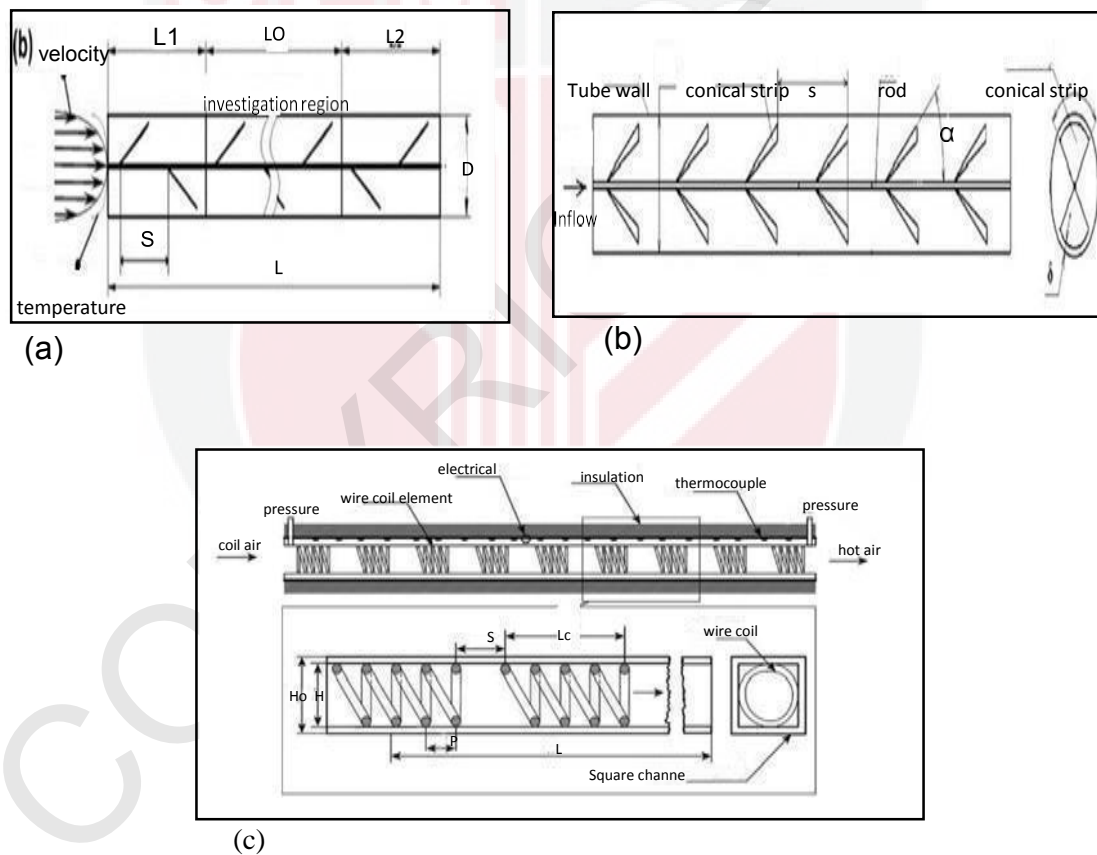 L1
LO
L2
(b) velocity
investigation region
D
S
L
temperature
(a)
Tube wall
conical strip
s
rod
conical strip
α
Inflow
δ
(b)
electrical
insulation
thermocouple
wire coil element
pressure
pressure
coil air
hot air
S
Lc
wire coil
Ho
H
P
L
Square channe
(c)